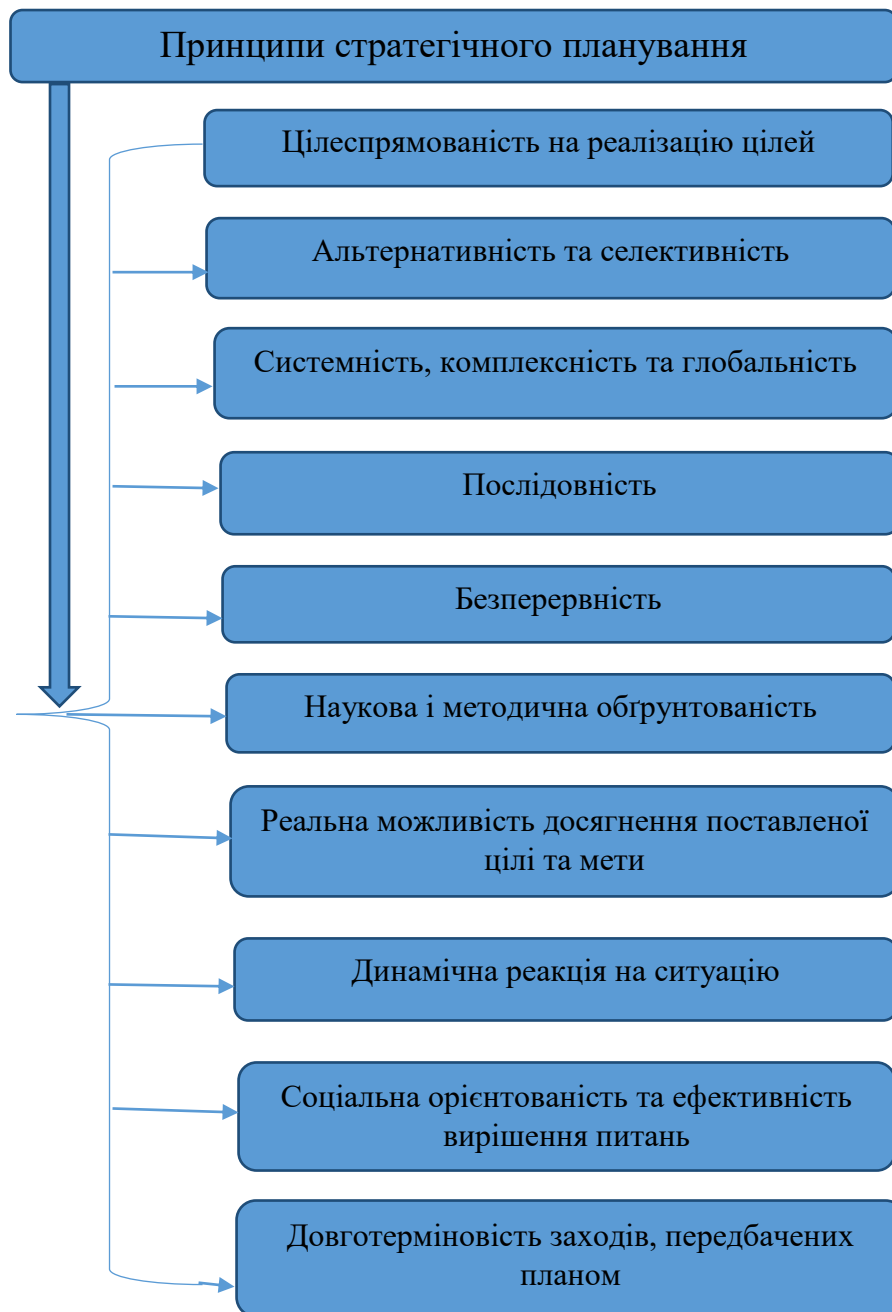 Принципи стратегічного планування
Цілеспрямованість на реалізацію цілей
Альтернативність та селективність
Системність, комплексність та глобальність
Послідовність
Безперервність
Наукова і методична обґрунтованість
Реальна можливість досягнення поставленої
цілі та мети
Динамічна реакція на ситуацію
Соціальна орієнтованість та ефективність
вирішення питань
Довготерміновість заходів, передбачених
планом